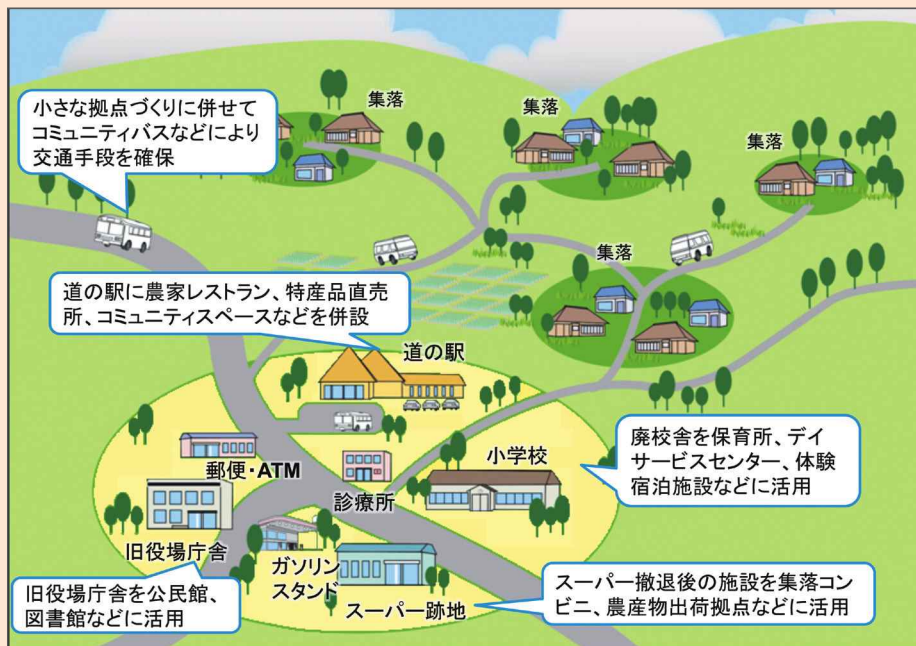 小さな拠点づくりに併せて
コミュニティバスなどにより
交通手段を確保
集落
集落
集落
集落
道の駅に農家レストラン、特産品直売
所、コミュニティスペースなどを併設
道の駅
郵便・ATM
診療所
小学校
廃校舎を保育所、デイ
サービスセンター、体験
宿泊施設などに活用
旧役場庁舎
ガソリン
スタンド
スーパー跡地
旧役場庁舎を公民館、
図書館などに活用
スーパー撤退後の施設を集落コン
ビニ、農産物出荷拠点などに活用